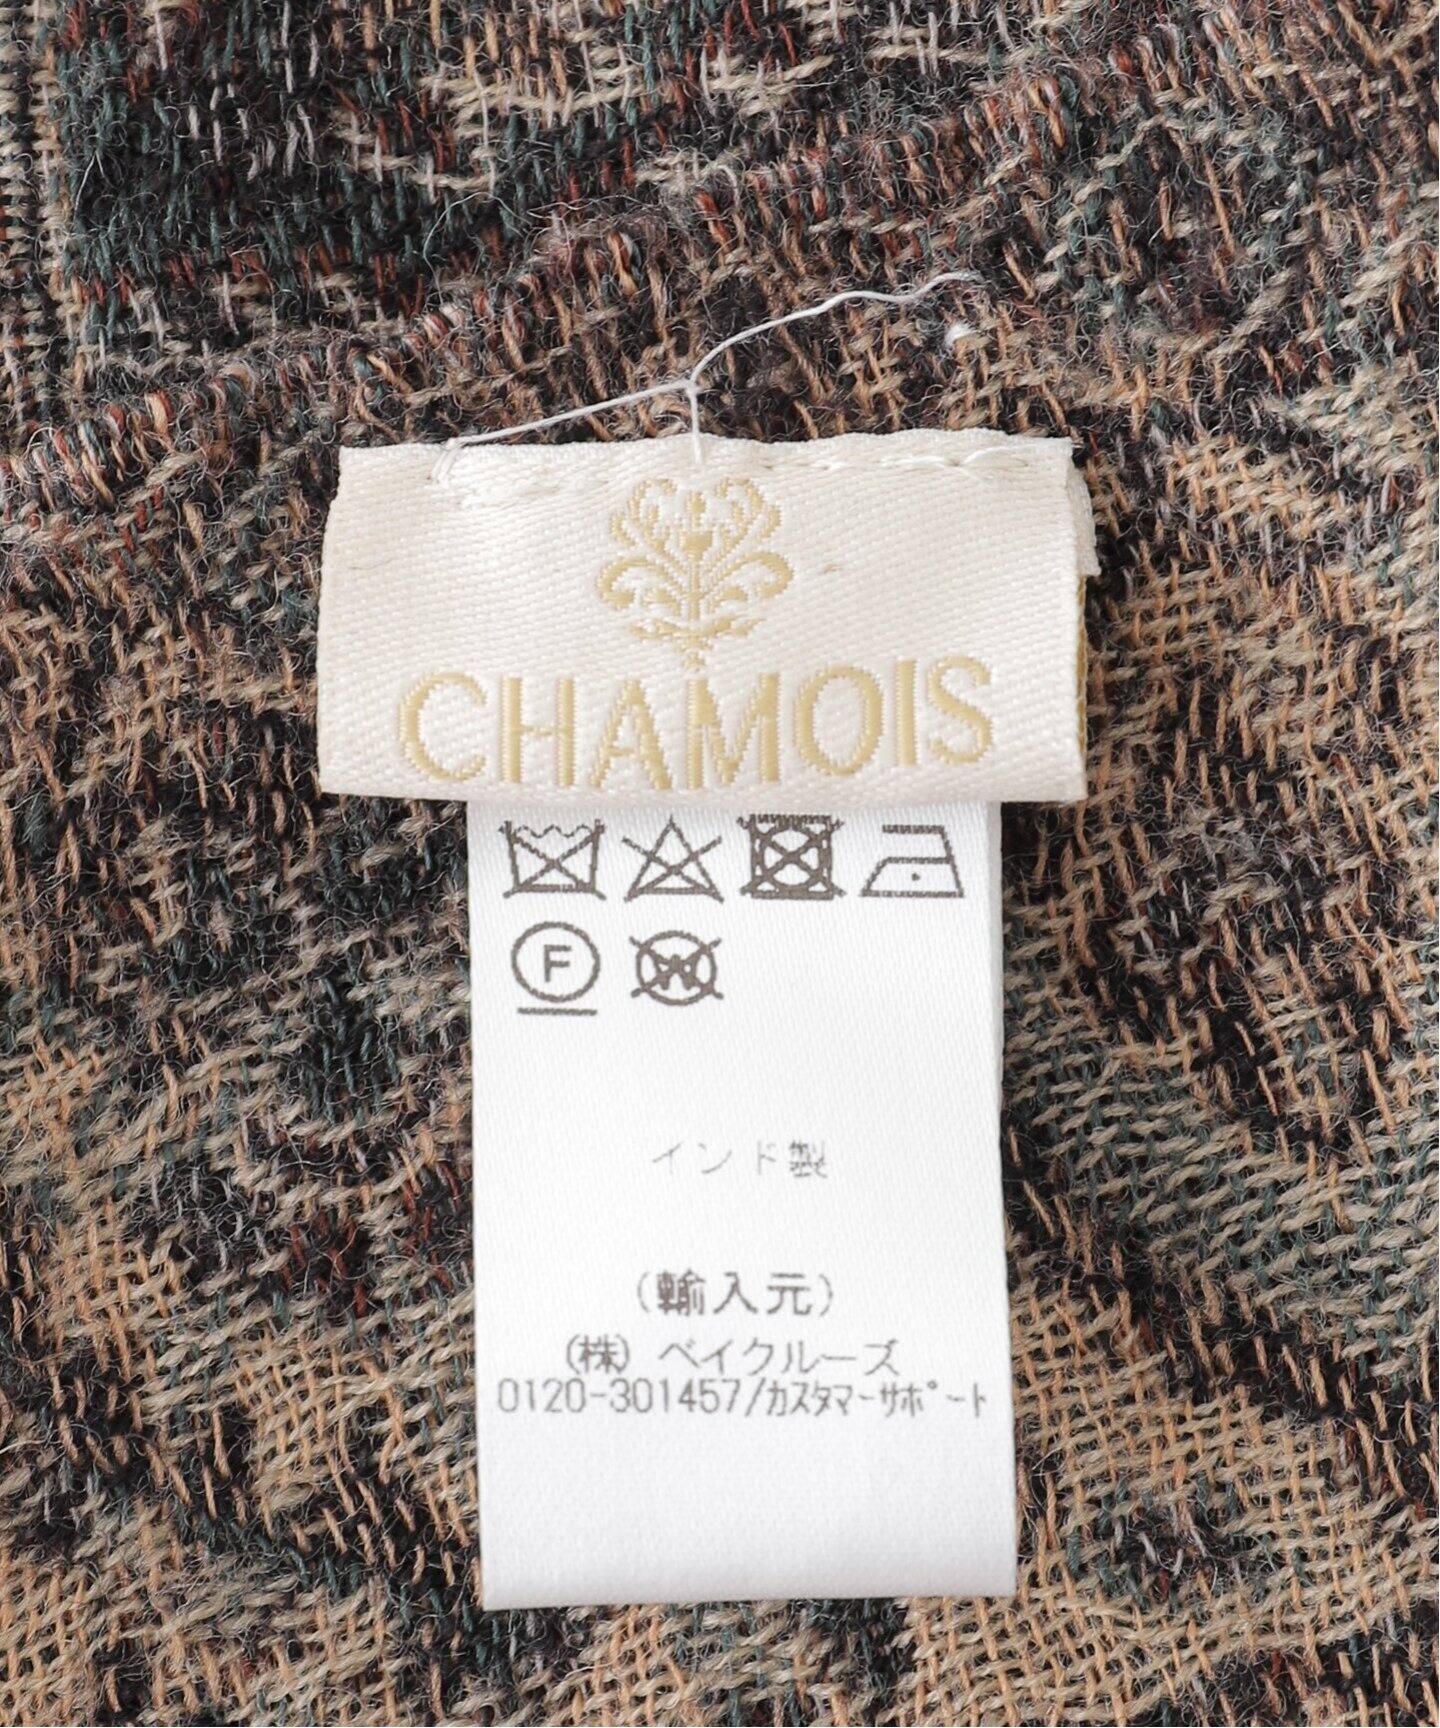 CHAMOIS
F
W
インド製
(輸入元)
(株) ベイクルーズ
0120-301457/カスタマーサポート